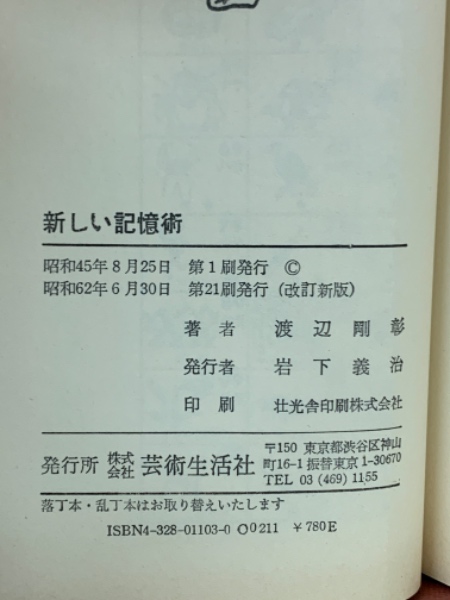 新しい記憶術
昭和45年8月25日 第1刷発行 ©
昭和62年6月30日 第21刷発行 (改訂新版)
著者 渡辺剛彰
発行者 岩下義治
印刷 壮光舎印刷株式会社
発行所 株式会社 芸術生活社 〒150 東京都渋谷区神山
町16-1 振替東京1-30670
TEL 03 (469) 1155
落丁本・乱丁本はお取り替えいたします
ISBN4-328-01103-0 C0211 ¥780E